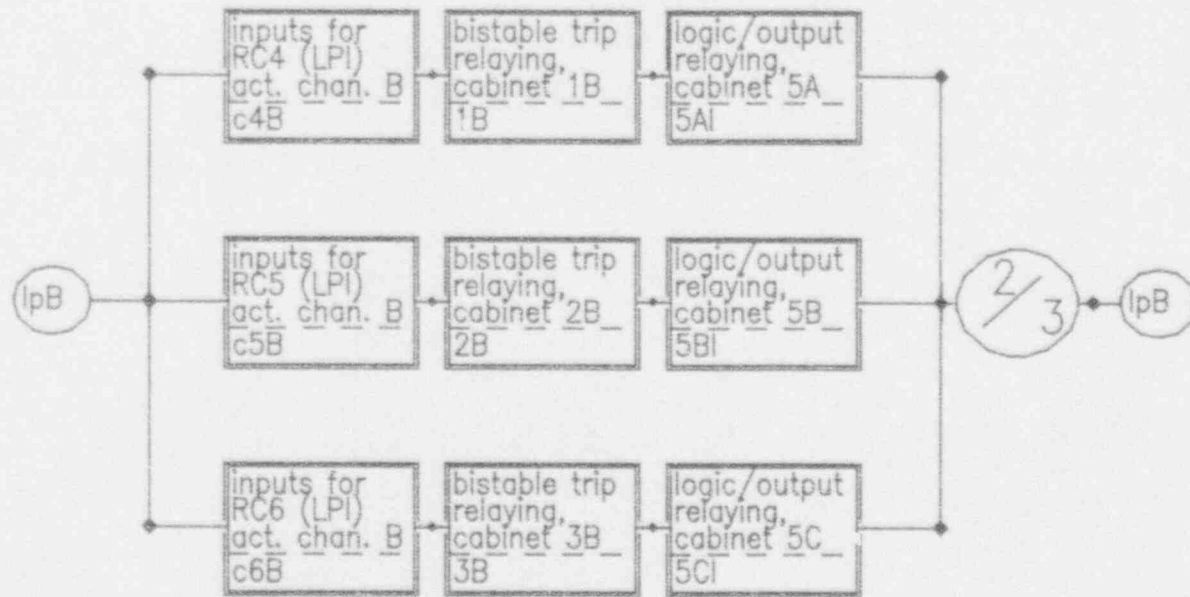 inputs for
RC4 (LPI)
act. chan. B
c4B
bistable trip
relaying,
cabinet 1B
1B
logic/output
relaying,
cabinet 5A
5AI
IpB
inputs for
RC5 (LPI)
act. chan. B
c5B
bistable trip
relaying,
cabinet 2B
2B
logic/output
relaying,
cabinet 5B
5BI
2/3
IpB
inputs for
RC6 (LPI)
act. chan. B
c6B
bistable trip
relaying,
cabinet 3B
3B
logic/output
relaying,
cabinet 5C
5CI